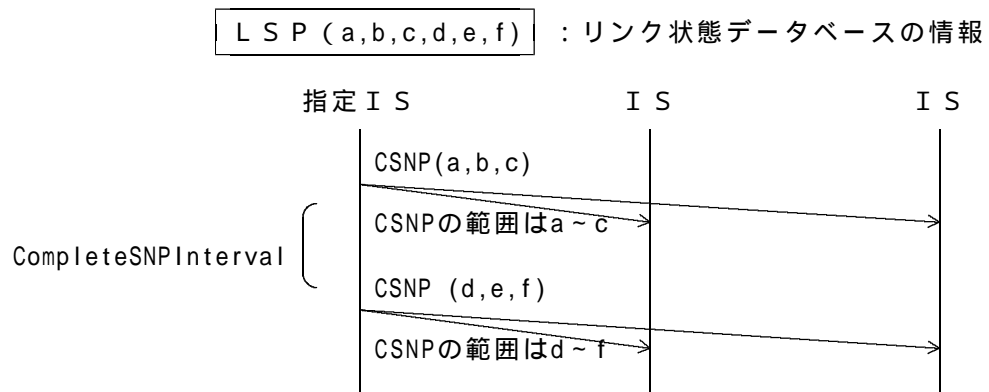 ＬＳＰ(a,b,c,d,e,f) ：リンク状態データベースの情報
指定ＩＳ ＩＳ ＩＳ
CSNP(a,b,c)
CSNPの範囲はa~c
CompleteSNPInterval
CSNP (d,e,f)
CSNPの範囲はd~f